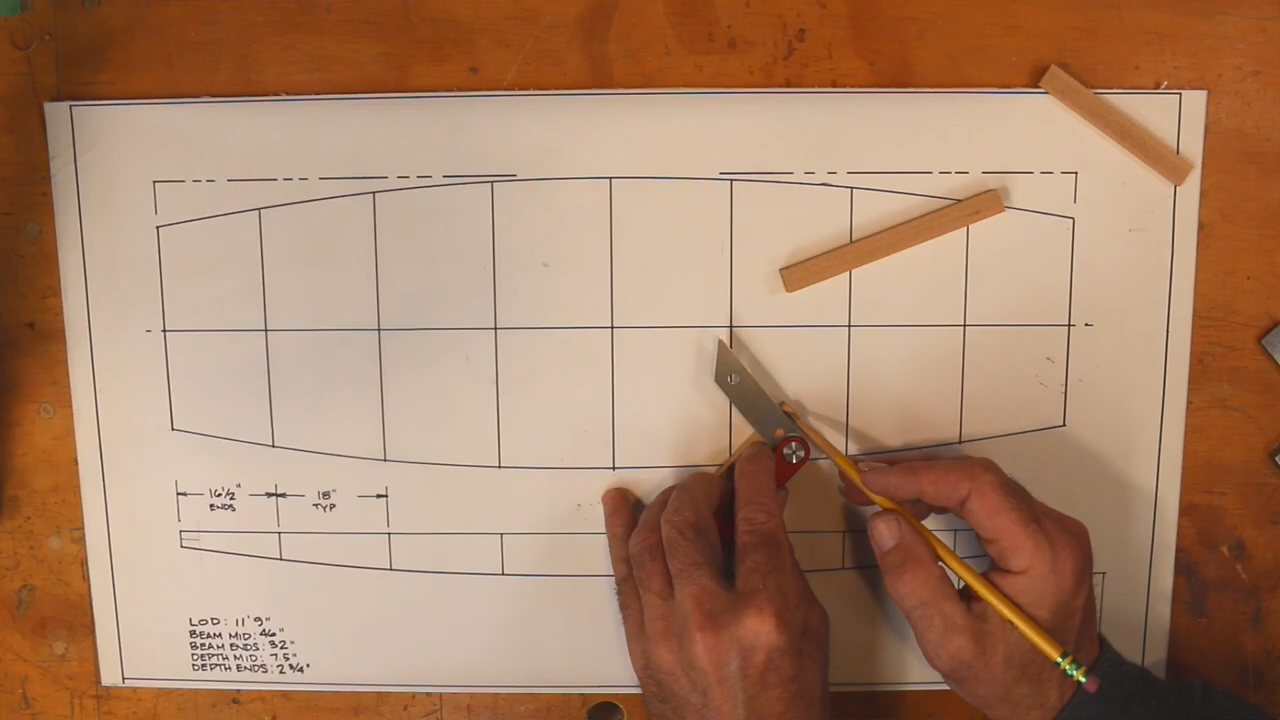 16½" 18"
ENDS TYP
LOD: 11'9"
BEAM MID: 46"
BEAM ENDS: 32"
DEPTH MID: 7.5"
DEPTH ENDS: 2¾"